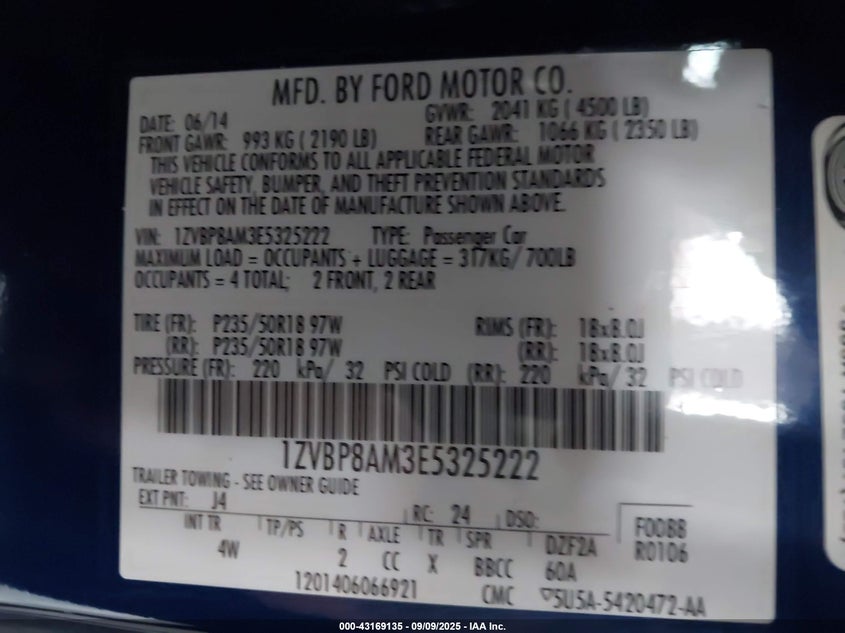 MFD. BY FORD MOTOR CO.
DATE: 06/14 GVWR: 2041 KG ( 4500 LB)
FRONT GAWR: 993 KG ( 2190 LB) REAR GAWR: 1066 KG ( 2350 LB)
THIS VEHICLE CONFORMS TO ALL APPLICABLE FEDERAL MOTOR
VEHICLE SAFETY, BUMPER, AND THEFT PREVENTION STANDARDS
IN EFFECT ON THE DATE OF MANUFACTURE SHOWN ABOVE.
VIN: 1ZVBP8AM3E5325222 TYPE: Passenger Car
MAXIMUM LOAD = OCCUPANTS + LUGGAGE = 317KG/ 700LB
OCCUPANTS = 4 TOTAL; 2 FRONT, 2 REAR
TIRE (FR): P235/50R18 97W RIMS (FR): 18x8.0J
(RR): P235/50R18 97W (RR): 18x8.0J
PRESSURE (FR): 220 kPa/ 32 PSI COLD (RR): 220 kPa/ 32 PSI COLD
1ZVBP8AM3E5325222
TRAILER TOWING - SEE OWNER GUIDE
EXT PNT: J4 RC: 24 DSO: F0088
INT TR TP/PS R AXLE TR SPR DZF2A R0106
4W 2 CC X BBCC 60A
1201406066921 CMC 5U5A-5420472-AA
000-43169135 - 09/09/2025 - IAA Inc.